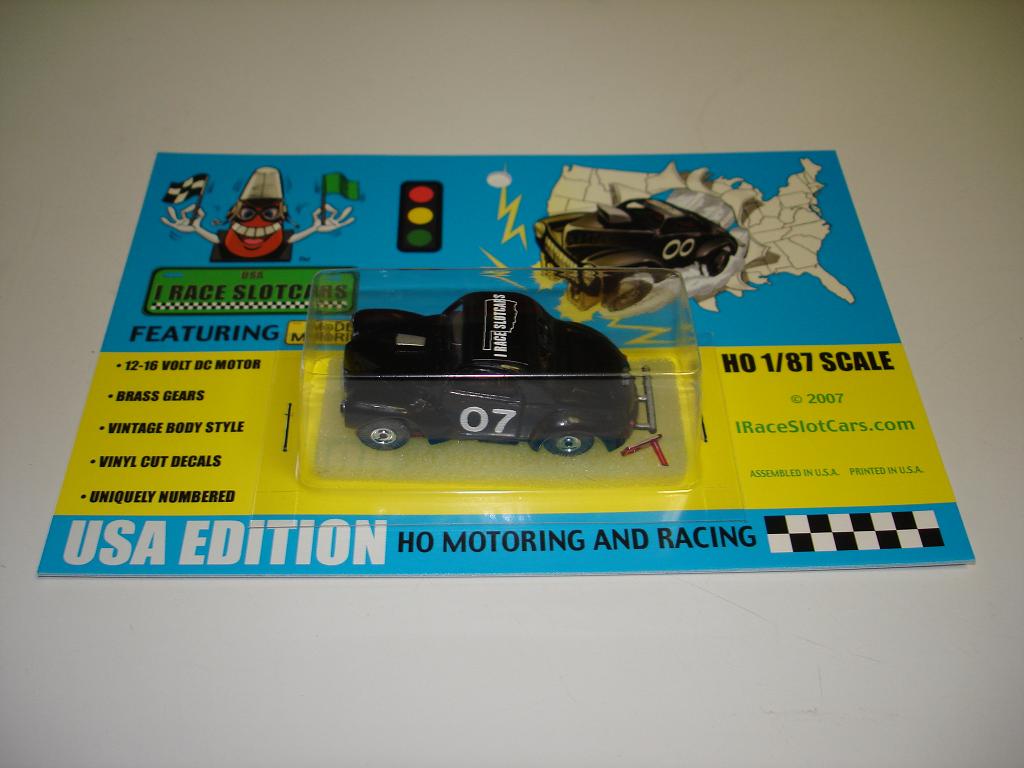 USA
I RACE SLOTCARS
FEATURING
• 12-16 VOLT DC MOTOR
• BRASS GEARS
• VINTAGE BODY STYLE
• VINYL CUT DECALS
• UNIQUELY NUMBERED
00
I RACE SLOTCARS
07
HO 1/87 SCALE
© 2007
IRaceSlotCars.com
ASSEMBLED IN U.S.A. PRINTED IN U.S.A.
USA EDITION
HO MOTORING AND RACING